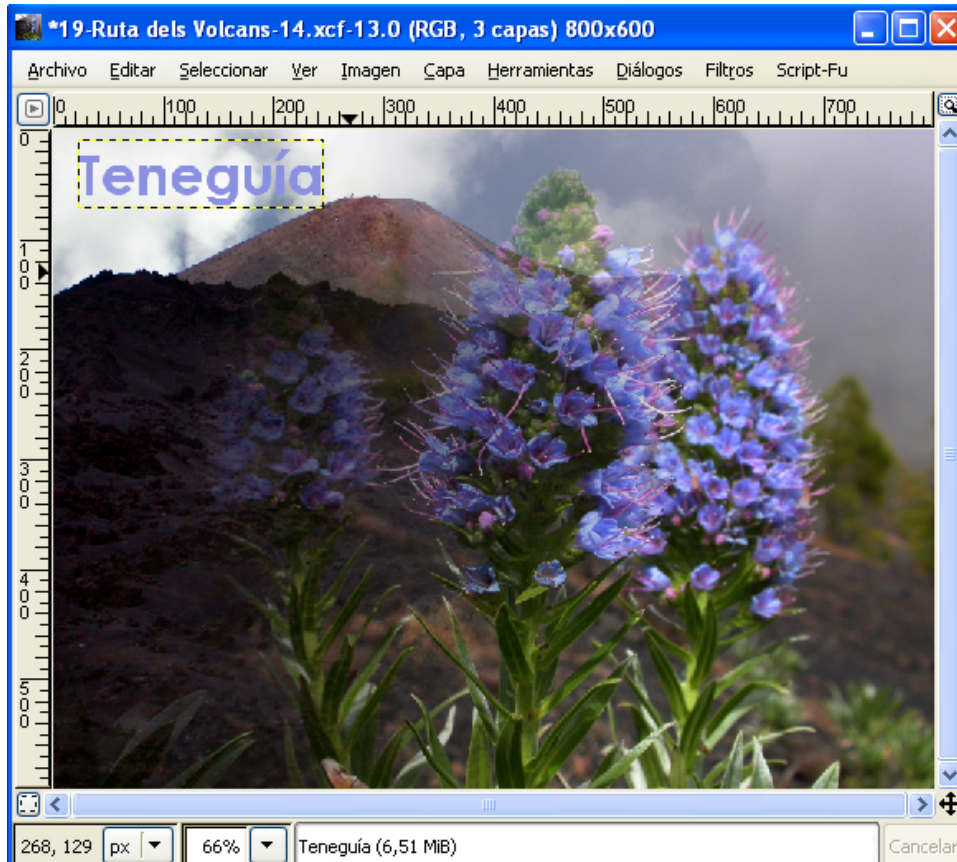 *19-Ruta dels Volcans-14.xcf-13.0 (RGB, 3 capas) 800x600
Archivo Editar Seleccionar Ver Imagen Capa Herramientas Diálogos Filtros Script-Fu
0 100 200 300 400 500 600 700
Teneguía
0
100
200
300
400
500
268, 129 px 66% Teneguía (6,51 MiB) Cancelar